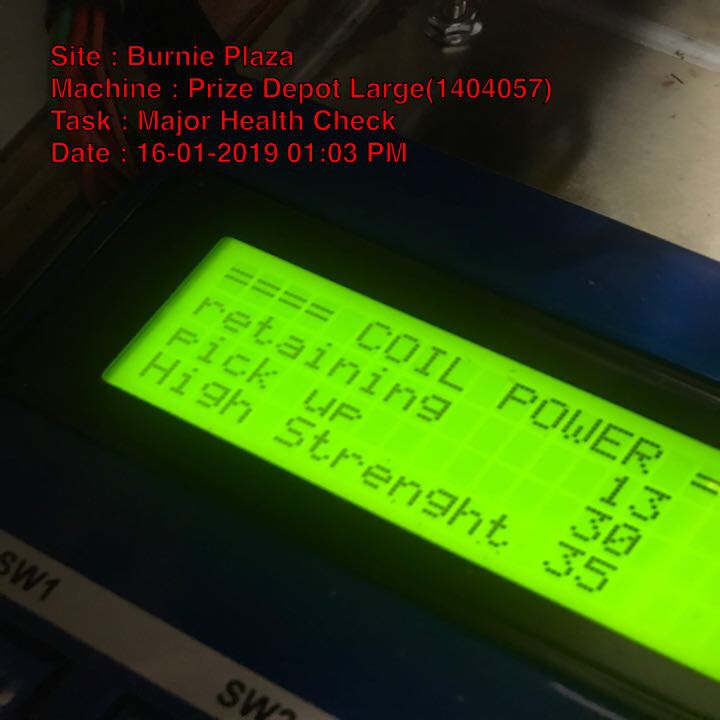 Site : Burnie Plaza
Machine : Prize Depot Large(1404057)
Task : Major Health Check
Date : 16-01-2019 01:03 PM
==== COIL POWER =
retaining 13
pick up 30
High Strenght 35
SW1
SW2